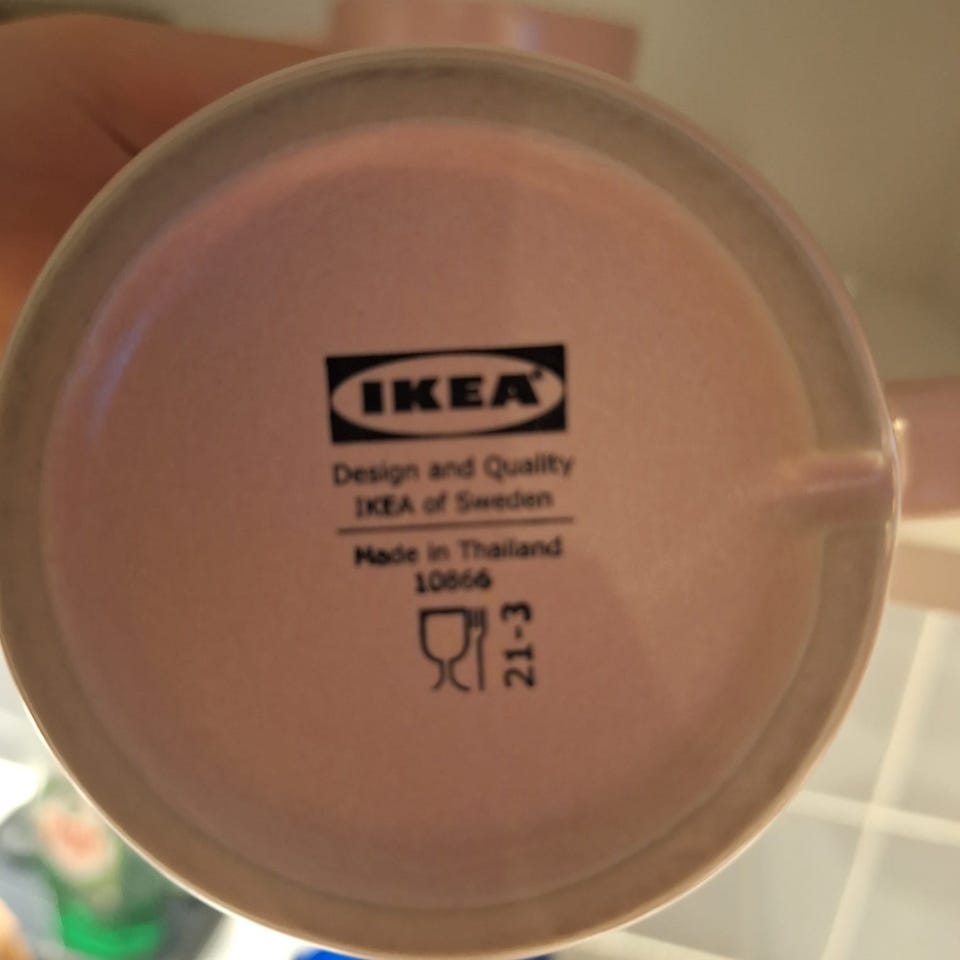 IKEA®
Design and Quality
IKEA of Sweden
Made in Thailand
10866
21-3